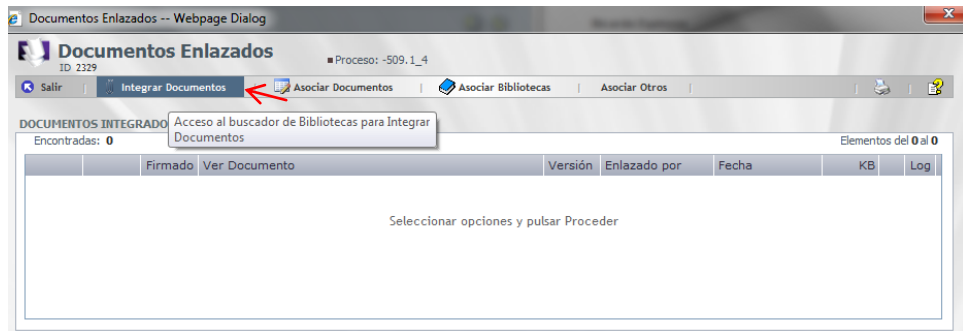 Documentos Enlazados -- Webpage Dialog
Documentos Enlazados
ID 2329
Proceso: -509.1_4
Salir | Integrar Documentos Asociar Documentos | Asociar Bibliotecas | Asociar Otros |
DOCUMENTOS INTEGRADO
Acceso al buscador de Bibliotecas para Integrar
Documentos
Encontradas: 0 Elementos del 0 al 0
Firmado Ver Documento Versión Enlazado por Fecha KB Log
Seleccionar opciones y pulsar Proceder